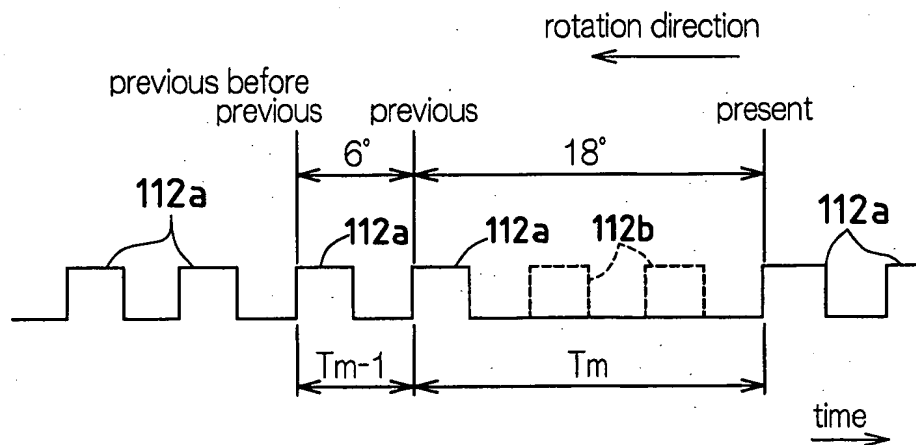 rotation direction
previous before
previous
previous
present
6°
18°
112a
112a
112a
112b
112a
Tm-1
Tm
time